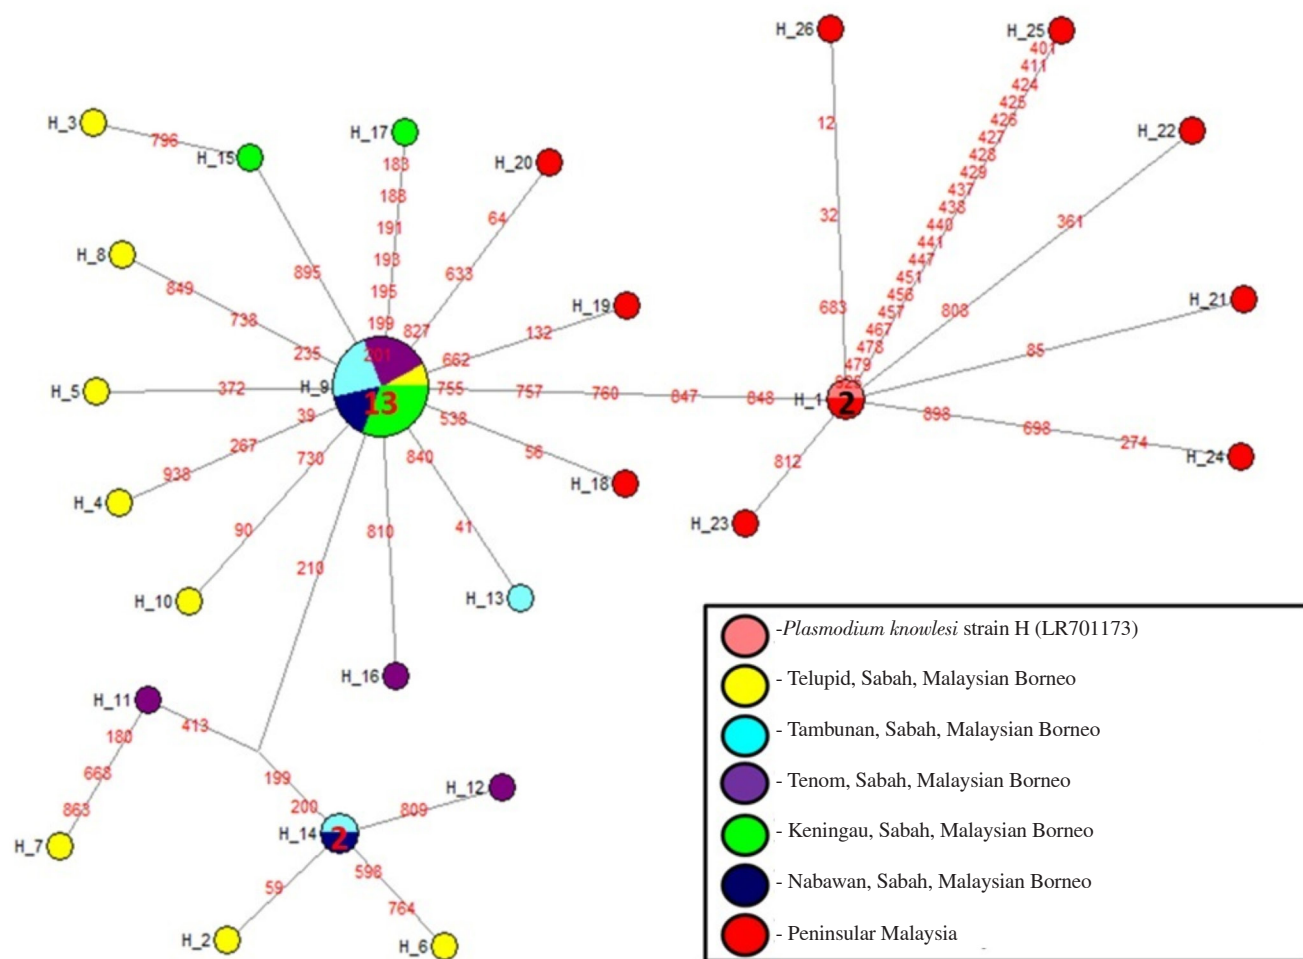 H_26
H_25
401
411
H_3
H_17
424
425
12
426
H_22
796
H_15
183
H_20
427
428
429
188
437
32
438
64
361
191
440
H_8
441
193
447
895
633
451
849
195
456
H_21
H_19
683
457
808
738
199
827
132
467
478
85
235
201
662
479
H_9
755
757
760
847
848
H_5
372
13
H_1
2
39
538
898
698
274
H_24
267
730
840
56
812
938
H_18
H_4
90
810
41
H_23
210
H_10
H_13
H_16
H_11
413
180
668
199
H_12
863
200
809
H_14
2
H_7
598
59
764
H_2
H_6
-Plasmodium knowlesi strain H (LR701173)
- Telupid, Sabah, Malaysian Borneo
- Tambunan, Sabah, Malaysian Borneo
- Tenom, Sabah, Malaysian Borneo
- Keningau, Sabah, Malaysian Borneo
- Nabawan, Sabah, Malaysian Borneo
- Peninsular Malaysia